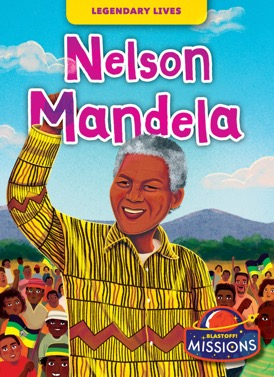 LEGENDARY LIVES
Nelson
Mandela
BLASTOFF!
MISSIONS